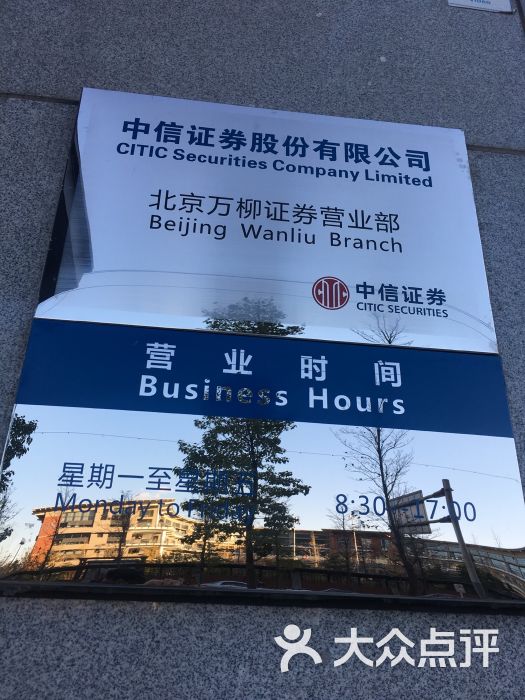 中信证券股份有限公司
CITIC Securities Company Limited
北京万柳证券营业部
Beijing Wanliu Branch
中信证券
CITIC SECURITIES
营业时间
Business Hours
星期一至星期五 8:30—17:00
Monday to Friday
大众点评